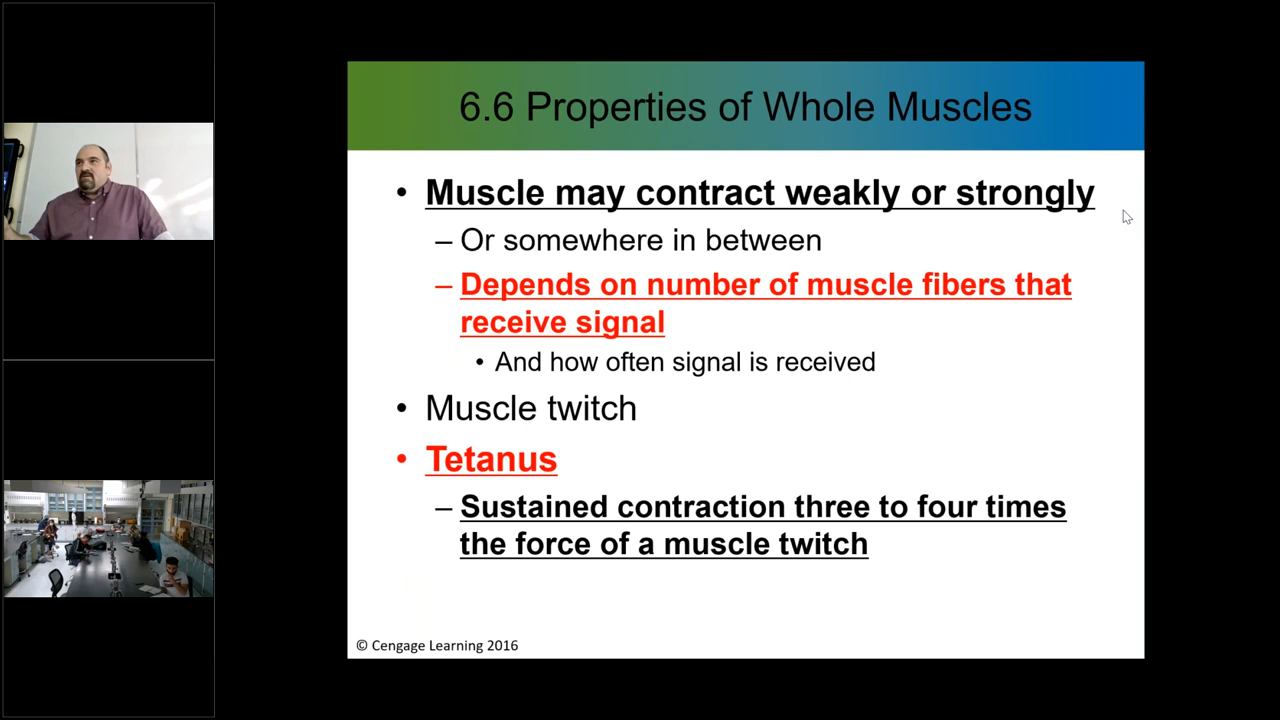 6.6 Properties of Whole Muscles
• Muscle may contract weakly or strongly
– Or somewhere in between
– Depends on number of muscle fibers that
receive signal
• And how often signal is received
• Muscle twitch
• Tetanus
– Sustained contraction three to four times
the force of a muscle twitch
© Cengage Learning 2016